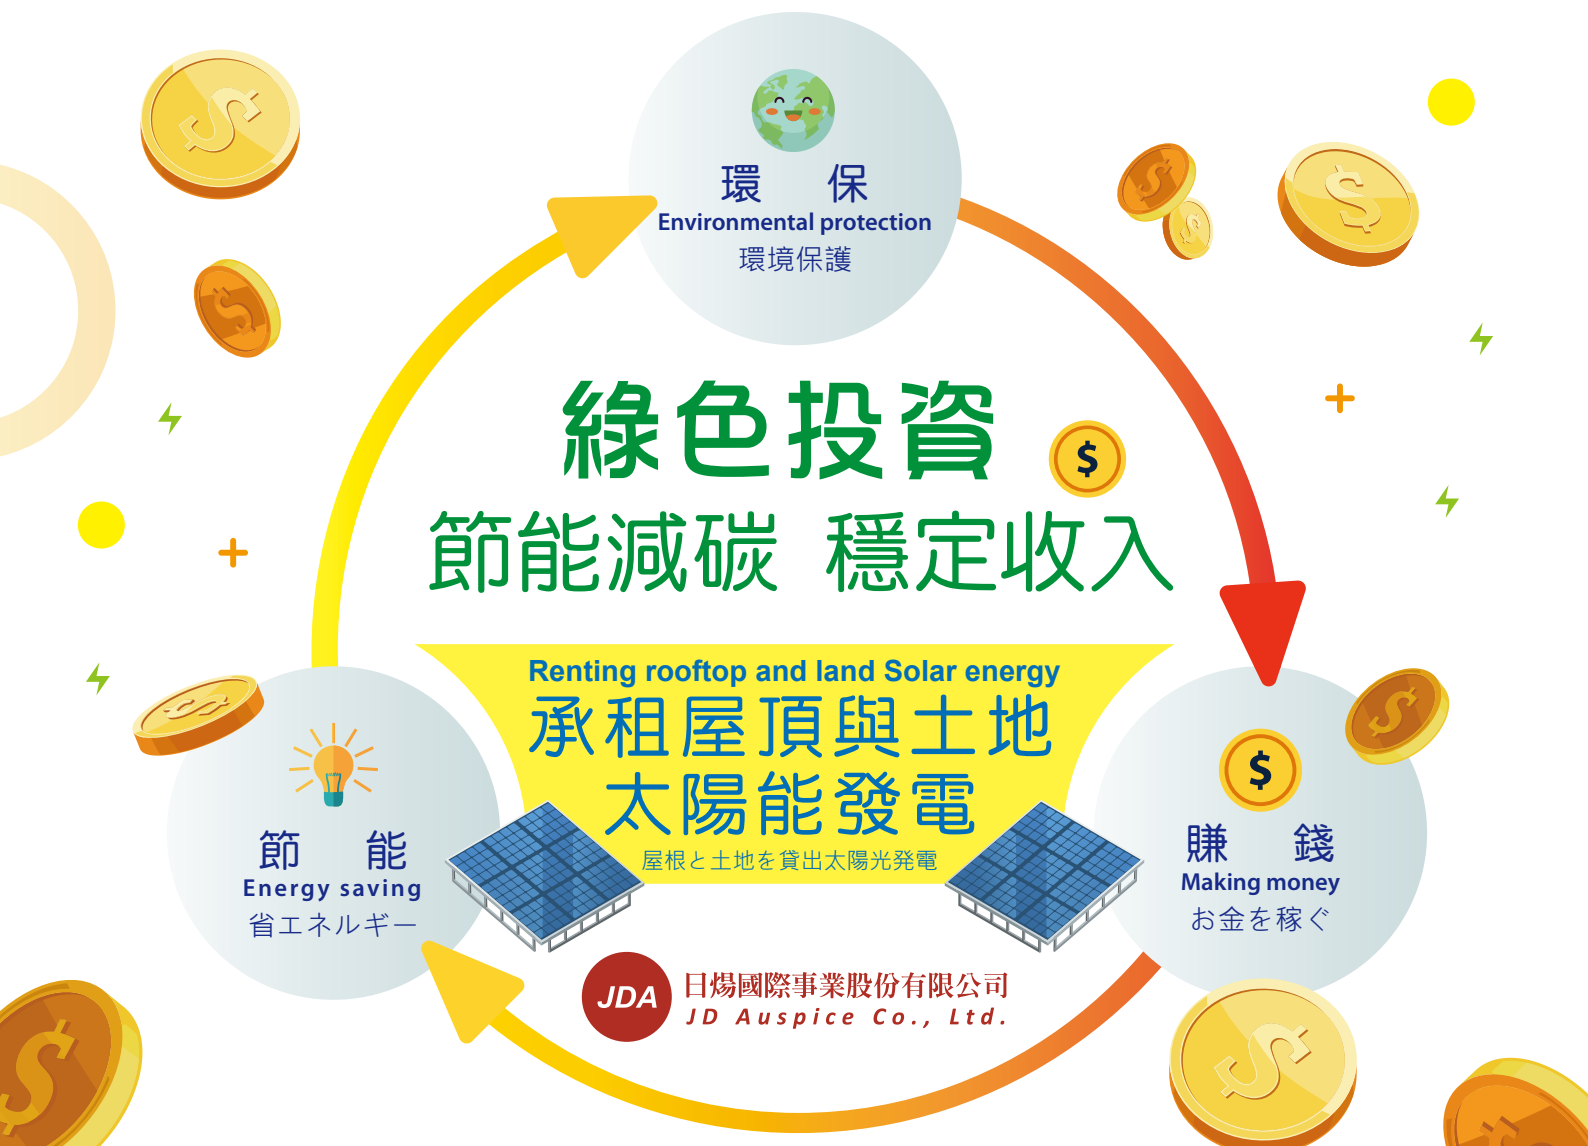 環 保
Environmental protection
環境保護
綠色投資
$
節能減碳 穩定收入
Renting rooftop and land Solar energy
承租屋頂與土地
太陽能發電
屋根と土地を貸出太陽光発電
節 能
Energy saving
省エネルギー
$
賺 錢
Making money
お金を稼ぐ
JDA
日煬國際事業股份有限公司
JD Auspice Co., Ltd.